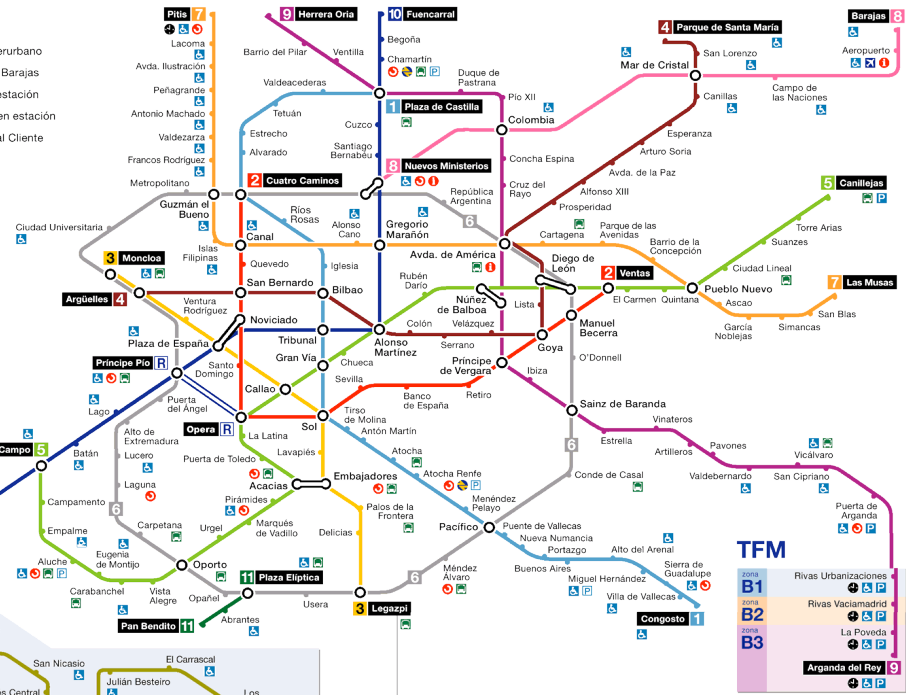 Pitis 7
9 Herrera Oria
10 Fuencarral
4 Parque de Santa María
Barajas 8
Lacoma
Barrio del Pilar
Ventilla
Begoña
San Lorenzo
Aeropuerto
Barajas
Avda. Ilustración
Chamartín
Mar de Cristal
Peñagrande
Valdeacederas
Duque de
Pastrana
Campo de
las Naciones
estación
Antonio Machado
Tetuán
1 Plaza de Castilla
Pío XII
Canillas
en estación
Valdezarza
Estrecho
Cuzco
Colombia
Esperanza
al Cliente
Francos Rodríguez
Alvarado
Santiago
Bernabéu
Concha Espina
Arturo Soria
Metropolitano
2 Cuatro Caminos
8 Nuevos Ministerios
Cruz del
Rayo
Avda. de la Paz
Guzmán el
Bueno
Ríos
Rosas
República
Argentina
Alfonso XIII
5 Canillejas
Ciudad Universitaria
Canal
Alonso
Cano
Gregorio
Marañón
6
Prosperidad
Torre Arias
Islas
Filipinas
Cartagena
Parque de las
Avenidas
Suanzes
3 Moncloa
Quevedo
Iglesia
Avda. de América
Diego de
León
Barrio de la
Concepción
Ciudad Lineal
Argüelles 4
San Bernardo
Bilbao
Rubén
Darío
2 Ventas
Pueblo Nuevo
7 Las Musas
Ventura
Rodríguez
Noviciado
Núñez
de Balboa
Lista
El Carmen
Quintana
Ascao
San Blas
Plaza de España
Tribunal
Alonso
Martínez
Colón
Velázquez
Serrano
Goya
Manuel
Becerra
García
Noblejas
Simancas
Príncipe Pío R
Santo
Domingo
Gran Vía
Chueca
Príncipe
de Vergara
O'Donnell
Callao
Sevilla
Banco
de España
Retiro
Ibiza
Lago
Puerta
del Ángel
Opera R
Sol
Tirso
de Molina
Sainz de Baranda
Campo 5
Batán
Alto de
Extremadura
La Latina
Antón Martín
Estrella
Vinateros
Lucero
Puerta de Toledo
Lavapiés
Atocha
6
Artilleros
Pavones
Vicálvaro
Laguna
Acacias
Embajadores
Atocha Renfe
Conde de Casal
Valdebernardo
San Cipriano
Campamento
6
Pirámides
Palos de la
Frontera
Menéndez
Pelayo
Puerta de
Arganda
Empalme
Carpetana
Urgel
Marqués
de Vadillo
Delicias
Pacífico
Puente de Vallecas
Aluche
Eugenia
de Montijo
Oporto
Nueva Numancia
Portazgo
Alto del Arenal
TFM
Carabanchel
Vista
Alegre
Opañel
11 Plaza Elíptica
6
Méndez
Álvaro
Buenos Aires
Miguel Hernández
Sierra de
Guadalupe
zona
B1
Rivas Urbanizaciones
Usera
3 Legazpi
Villa de Vallecas
zona
B2
Rivas Vaciamadrid
Pan Bendito 11
Abrantes
Congosto 1
zona
B3
La Poveda
San Nicasio
El Carrascal
Arganda del Rey 9
Julián Besteiro
Los